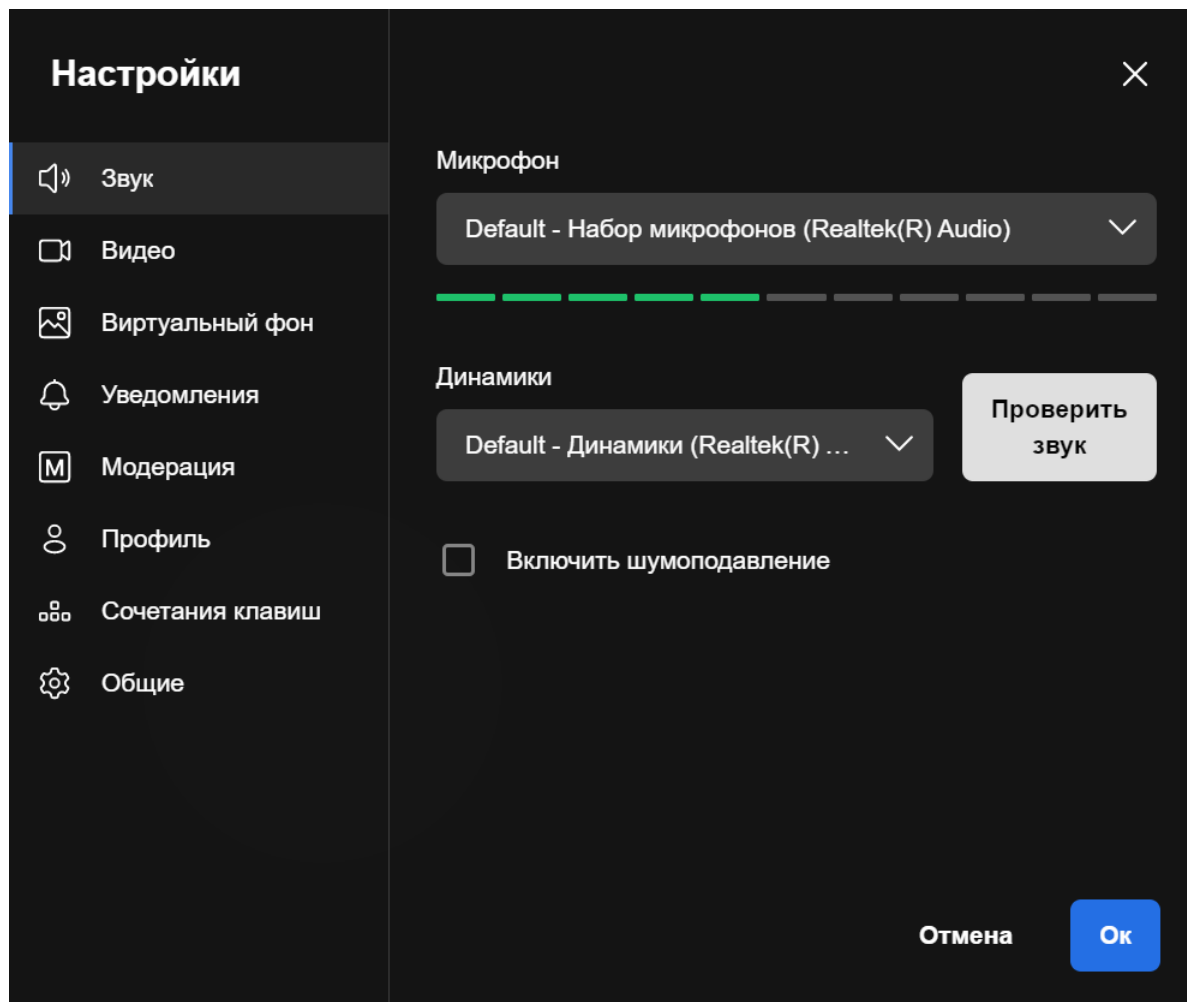 Настройки
Звук
Видео
Виртуальный фон
Уведомления
M Модерация
Профиль
Сочетания клавиш
Общие
Микрофон
Default - Набор микрофонов (Realtek(R) Audio)
Динамики
Default - Динамики (Realtek(R) ...
Проверить
звук
Включить шумоподавление
Отмена
Ок